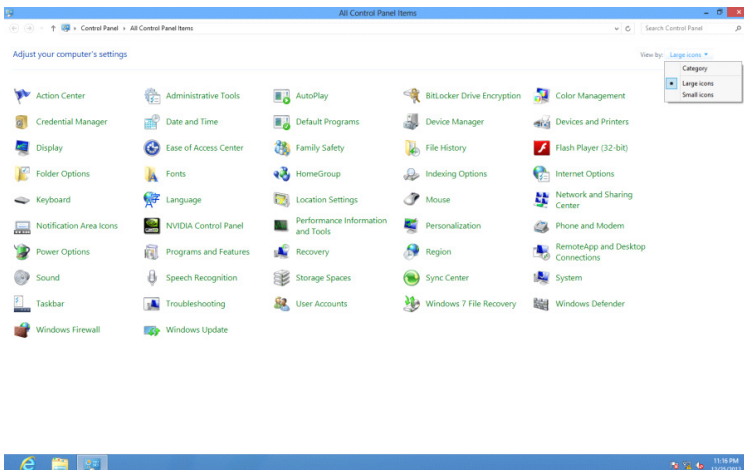 All Control Panel Items
Control Panel
All Control Panel Items
Search Control Panel
Adjust your computer's settings
View by: Large icons
Category
Large icons
Small icons
Action Center
Administrative Tools
AutoPlay
BitLocker Drive Encryption
Color Management
Credential Manager
Date and Time
Default Programs
Device Manager
Devices and Printers
Display
Ease of Access Center
Family Safety
File History
Flash Player (32-bit)
Folder Options
Fonts
HomeGroup
Indexing Options
Internet Options
Keyboard
Language
Location Settings
Mouse
Network and Sharing
Center
Notification Area Icons
NVIDIA Control Panel
Performance Information
and Tools
Personalization
Phone and Modem
Power Options
Programs and Features
Recovery
Region
RemoteApp and Desktop
Connections
Sound
Speech Recognition
Storage Spaces
Sync Center
System
Taskbar
Troubleshooting
User Accounts
Windows 7 File Recovery
Windows Defender
Windows Firewall
Windows Update
11:16 PM